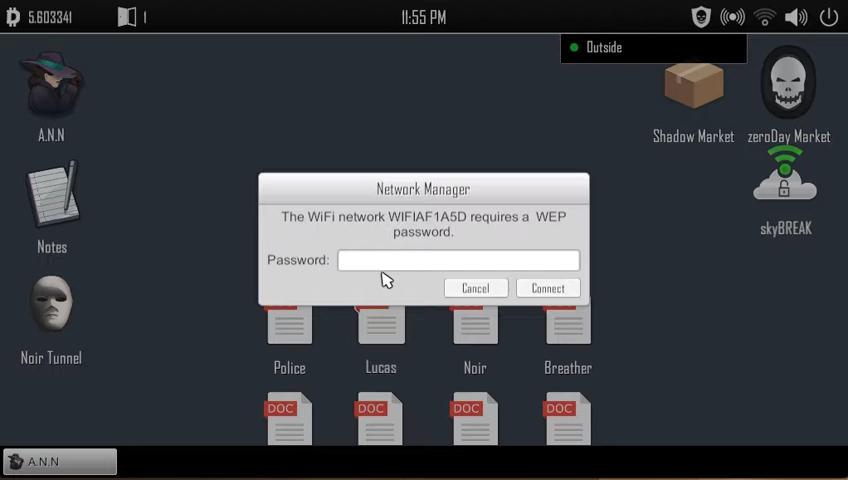 5.603341
1
11:55 PM
Outside
A.N.N
Shadow Market
zeroDay Market
Network Manager
The WiFi network WIFIAF1A5D requires a WEP
password.
Password:
Cancel
Connect
Notes
skyBREAK
Noir Tunnel
Police
Lucas
Noir
Breather
DOC
DOC
DOC
DOC
A.N.N